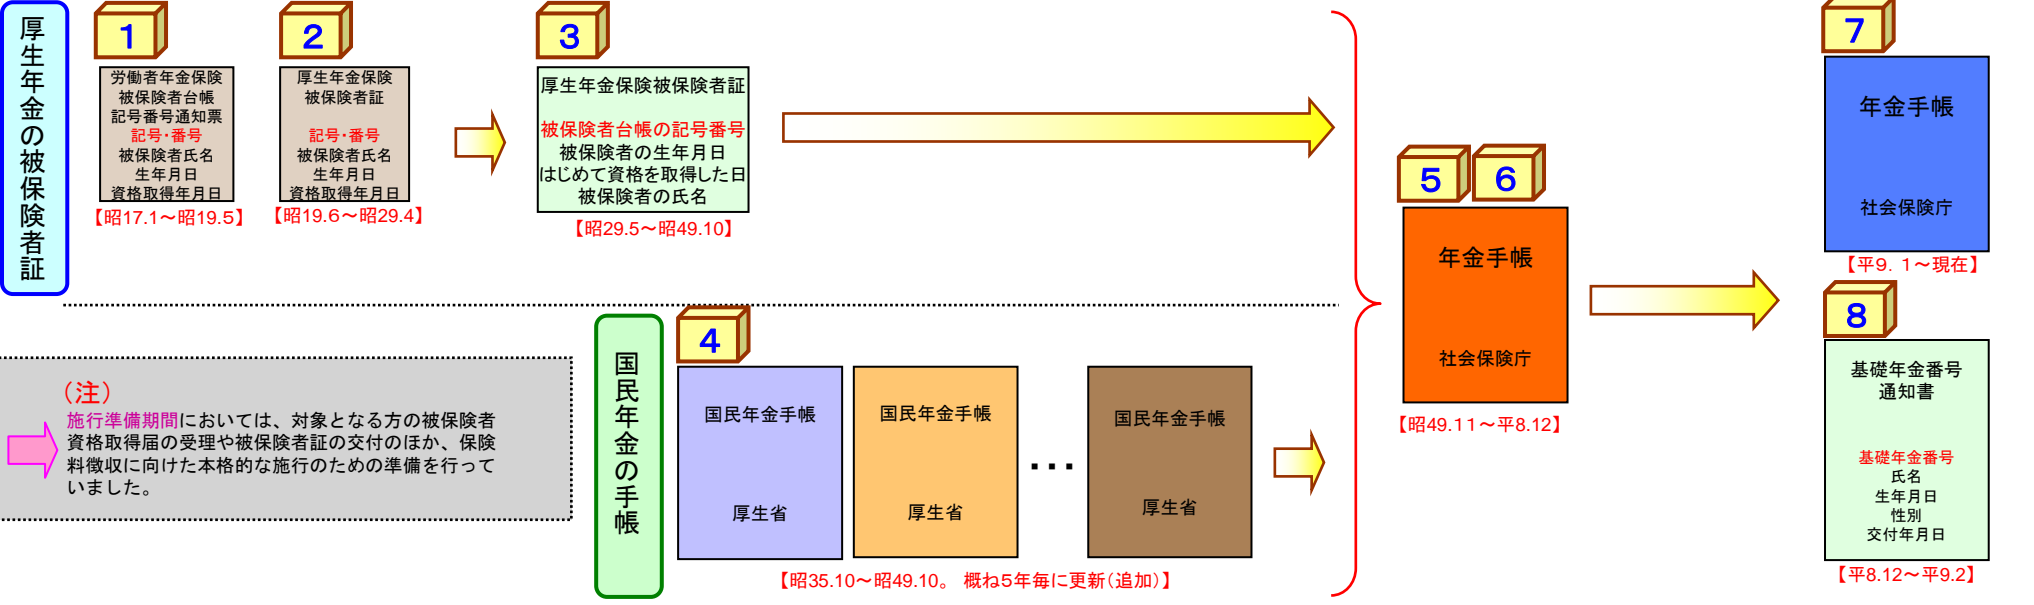 厚生年金の被保険者証
1
労働者年金保険
被保険者台帳
記号番号通知票
記号・番号
被保険者氏名
生年月日
資格取得年月日
【昭17.1～昭19.5】
2
厚生年金保険
被保険者証
記号・番号
被保険者氏名
生年月日
資格取得年月日
【昭19.6～昭29.4】
3
厚生年金保険被保険者証
被保険者台帳の記号番号
被保険者の生年月日
はじめて資格を取得した日
被保険者の氏名
【昭29.5～昭49.10】
（注）
施行準備期間においては、対象となる方の被保険者
資格取得届の受理や被保険者証の交付のほか、保険
料徴収に向けた本格的な施行のための準備を行って
いました。
国民年金の手帳
4
国民年金手帳
厚生省
国民年金手帳
厚生省
…
国民年金手帳
厚生省
【昭35.10～昭49.10。 概ね5年毎に更新（追加）】
5
6
年金手帳
社会保険庁
【昭49.11～平8.12】
7
年金手帳
社会保険庁
【平9．1～現在】
8
基礎年金番号
通知書
基礎年金番号
氏名
生年月日
性別
交付年月日
【平8.12～平9.2】